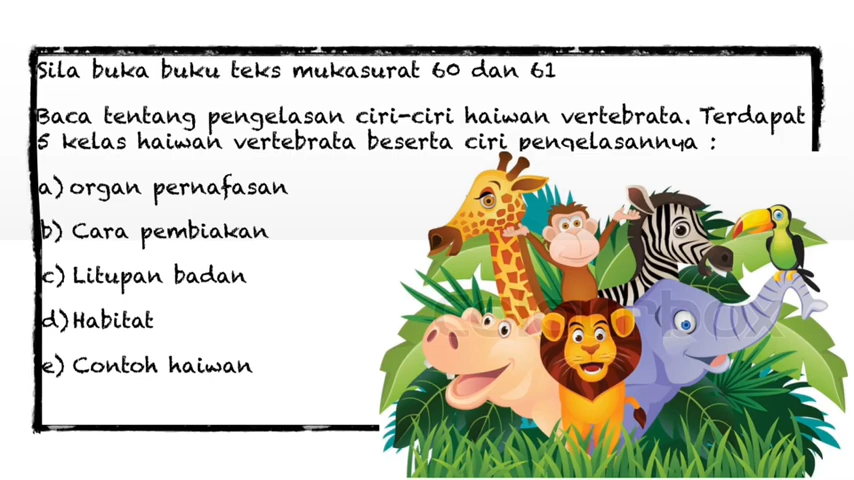 Sila buka buku teks mukasurat 60 dan 61
Baca tentang pengelasan ciri-ciri haiwan vertebrata. Terdapat
5 kelas haiwan vertebrata beserta ciri pengelasannya :
a) organ pernafasan
b) Cara pembiakan
c) Litupan badan
d) Habitat
e) Contoh haiwan